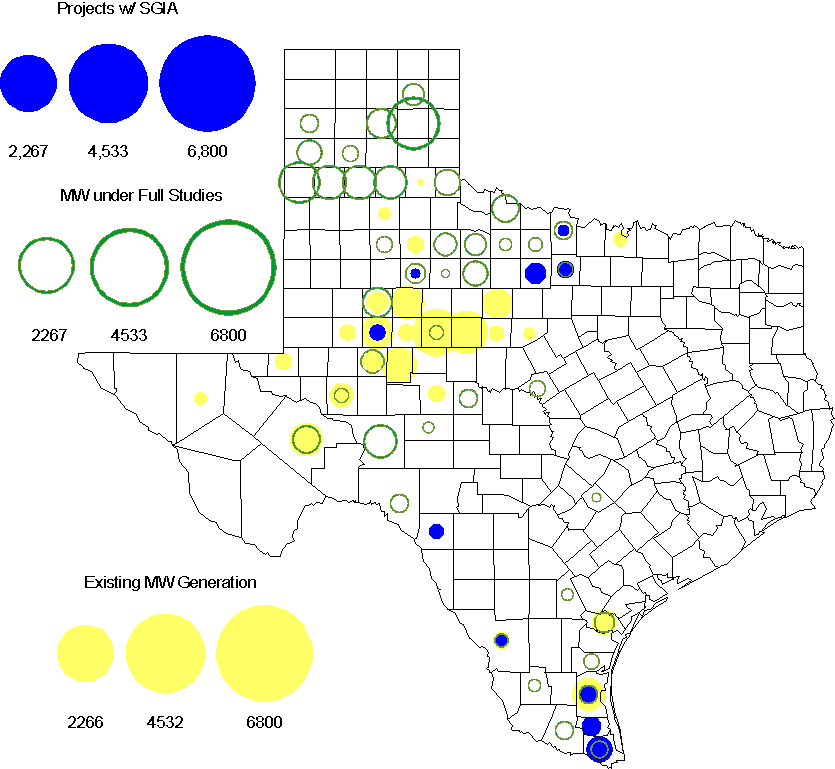 Projects w/ SGIA
2,267 4,533 6,800
MW under Full Studies
2267 4533 6800
Existing MW Generation
2266 4532 6800